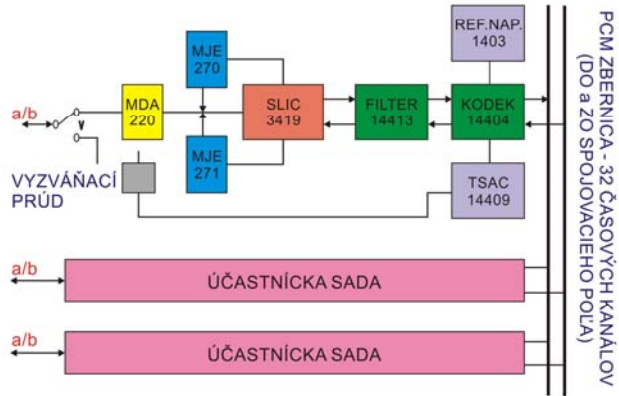 REF.NAP.
1403
MJE
270
a/b
MDA
220
SLIC
3419
FILTER
14413
KODEK
14404
VYZVÁŇACÍ
PRÚD
MJE
271
TSAC
14409
a/b
ÚČASTNÍCKA SADA
a/b
ÚČASTNÍCKA SADA
PCM ZBERNICA - 32 ČASOVÝCH KANÁLOV
(DO a ZO SPOJOVACIEHO POĽA)